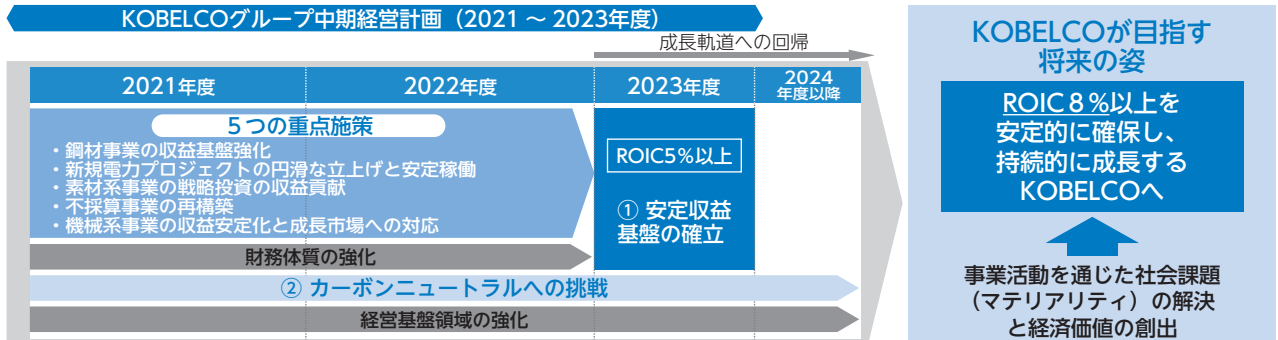 KOBELCOグループ中期経営計画（2021 ～ 2023年度）
成長軌道への回帰
2021年度
2022年度
2023年度
2024
年度以降
５つの重点施策
・鋼材事業の収益基盤強化
・新規電力プロジェクトの円滑な立上げと安定稼働
・素材系事業の戦略投資の収益貢献
・不採算事業の再構築
・機械系事業の収益安定化と成長市場への対応
ROIC5％以上
① 安定収益
基盤の確立
財務体質の強化
② カーボンニュートラルへの挑戦
経営基盤領域の強化
KOBELCOが目指す
将来の姿
ROIC８％以上を
安定的に確保し、
持続的に成長する
KOBELCOへ
事業活動を通じた社会課題
（マテリアリティ）の解決
と経済価値の創出